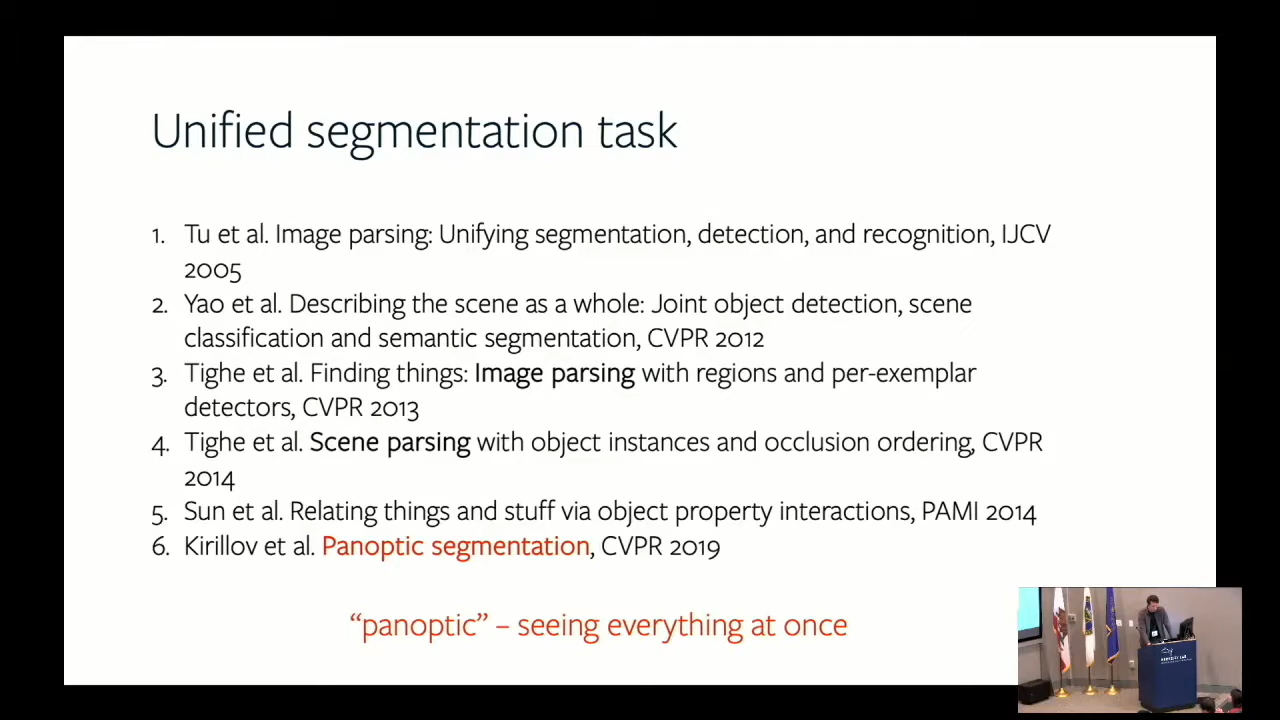 Unified segmentation task
1. Tu et al. Image parsing: Unifying segmentation, detection, and recognition, IJCV
2005
2. Yao et al. Describing the scene as a whole: Joint object detection, scene
classification and semantic segmentation, CVPR 2012
3. Tighe et al. Finding things: Image parsing with regions and per-exemplar
detectors, CVPR 2013
4. Tighe et al. Scene parsing with object instances and occlusion ordering, CVPR
2014
5. Sun et al. Relating things and stuff via object property interactions, PAMI 2014
6. Kirillov et al. Panoptic segmentation, CVPR 2019
“panoptic” – seeing everything at once
BERKELEY LAB